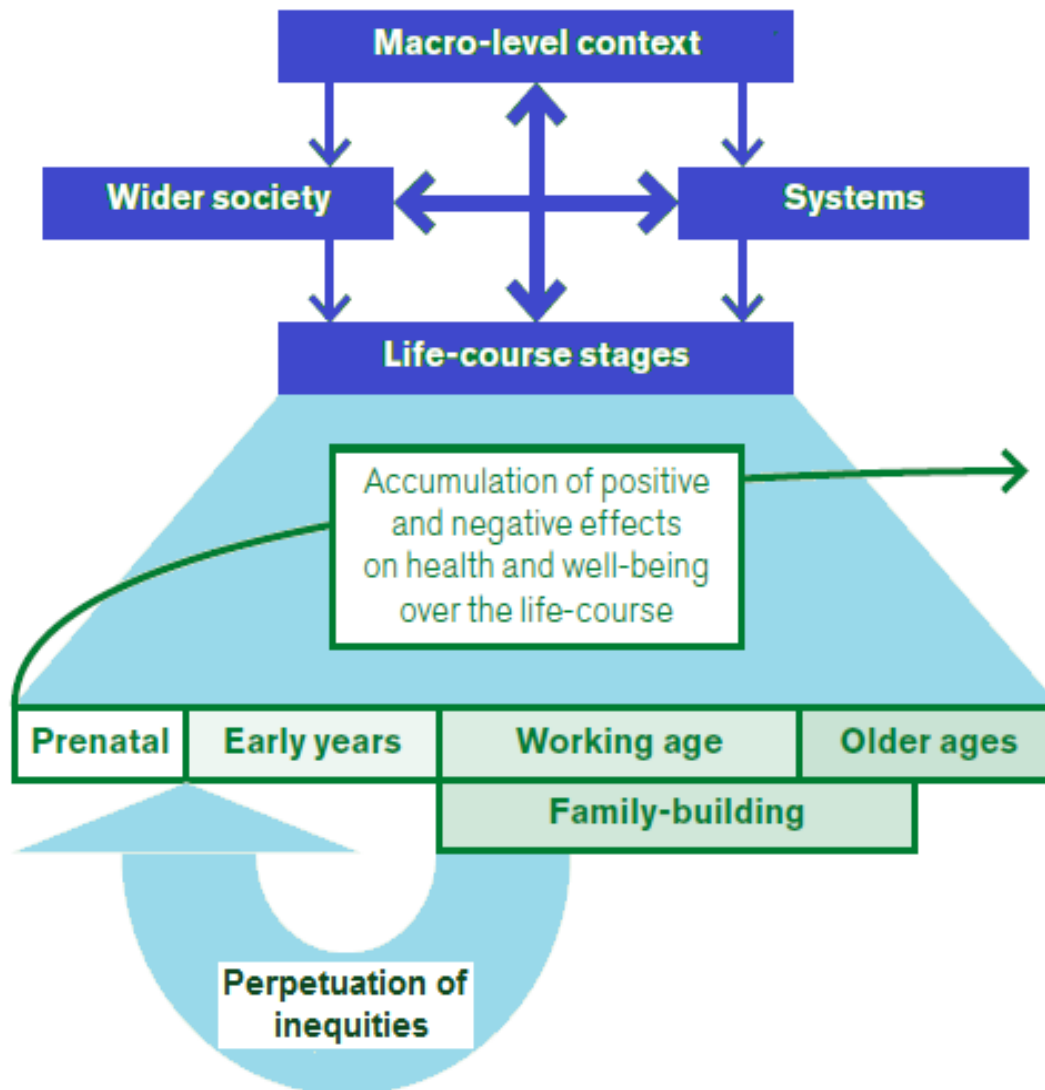 Macro-level context
Wider society
Systems
Life-course stages
Accumulation of positive
and negative effects
on health and well-being
over the life-course
Prenatal
Early years
Working age
Older ages
Family-building
Perpetuation of
inequities